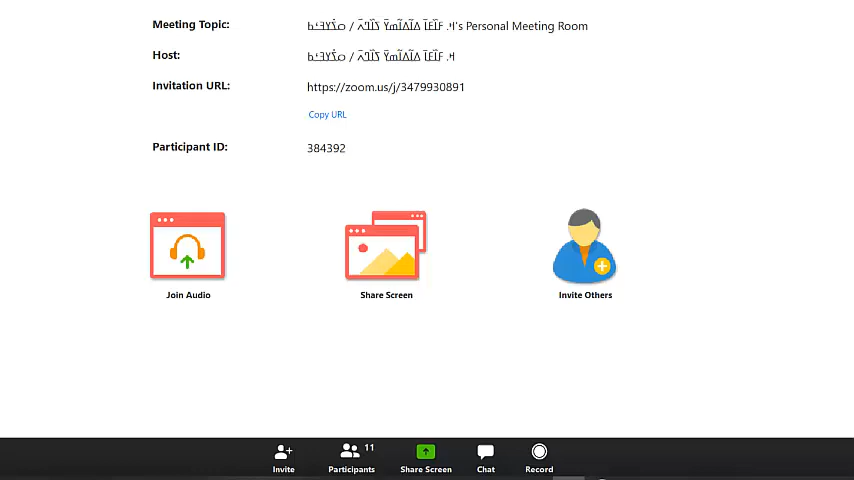 Meeting Topic: / 's Personal Meeting Room
Host: /
Invitation URL: https://zoom.us/j/3479930891
Copy URL
Participant ID: 384392
Join Audio Share Screen Invite Others
11
Invite Participants Share Screen Chat Record